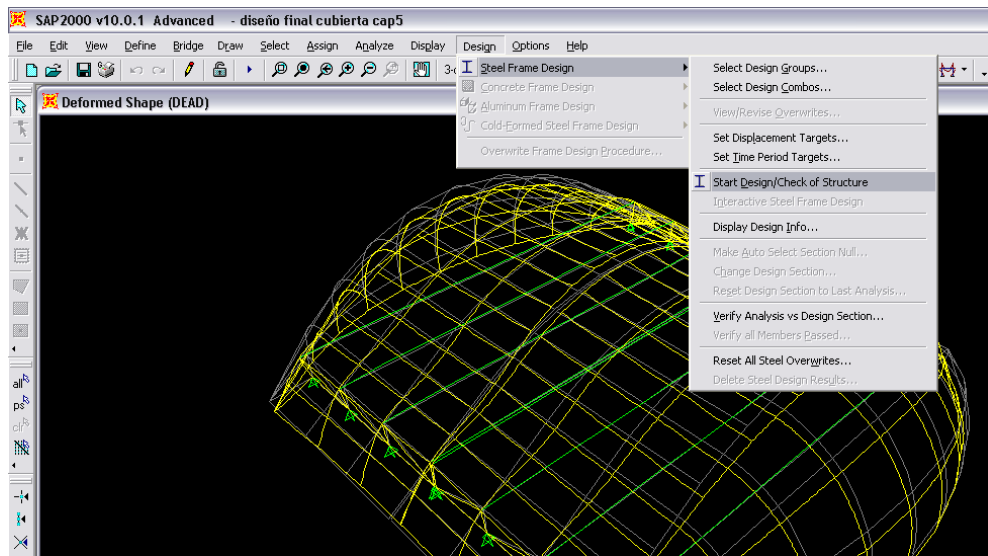 SAP2000 v10.0.1 Advanced - diseño final cubierta cap5
File Edit View Define Bridge Draw Select Assign Analyze Display Design Options Help
Deformed Shape (DEAD)
Steel Frame Design
Concrete Frame Design
Aluminum Frame Design
Cold-Formed Steel Frame Design
Overwrite Frame Design Procedure...
Select Design Groups...
Select Design Combos...
View/Revise Overwrites...
Set Displacement Targets...
Set Time Period Targets...
Start Design/Check of Structure
Interactive Steel Frame Design
Display Design Info...
Make Auto Select Section Null...
Change Design Section...
Reset Design Section to Last Analysis...
Verify Analysis vs Design Section...
Verify all Members Passed...
Reset All Steel Overwrites...
Delete Steel Design Results...
all
ps
clr